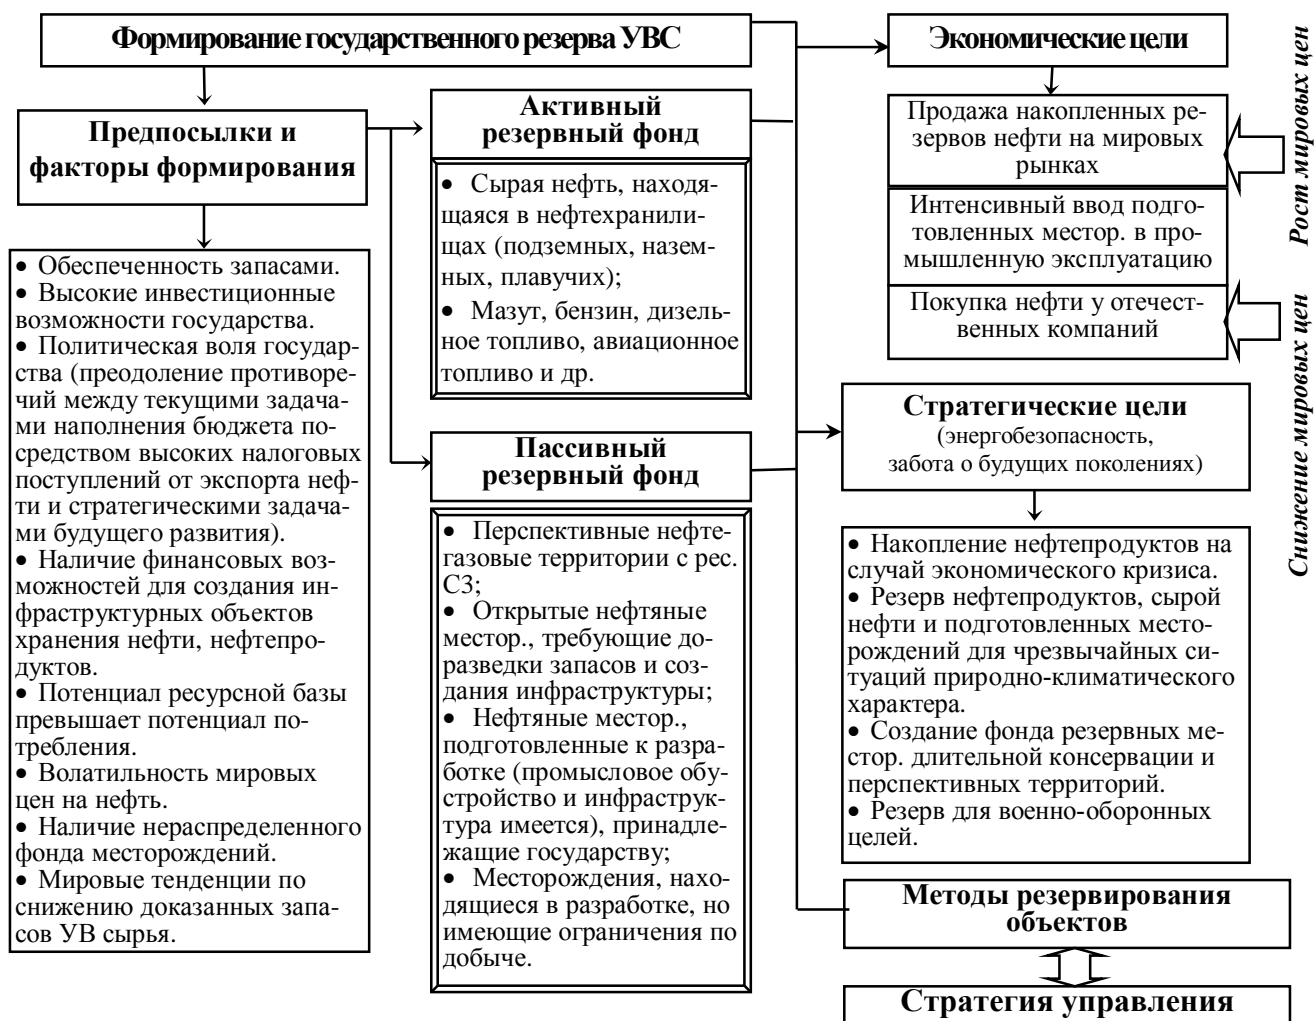 Формирование государственного резерва УВС
Предпосылки и
факторы формирования
• Обеспеченность запасами.
• Высокие инвестиционные
возможности государства.
• Политическая воля государ-
ства (преодоление противоре-
чий между текущими задача-
ми наполнения бюджета по-
средством высоких налоговых
поступлений от экспорта неф-
ти и стратегическими задача-
ми будущего развития).
• Наличие финансовых воз-
можностей для создания ин-
фраструктурных объектов
хранения нефти, нефтепро-
дуктов.
• Потенциал ресурсной базы
превышает потенциал по-
требления.
• Волатильность мировых
цен на нефть.
• Наличие нераспределенного
фонда месторождений.
• Мировые тенденции по
снижению доказанных запа-
сов УВ сырья.
Активный
резервный фонд
• Сырая нефть, находя-
щаяся в нефтехранили-
щах (подземных, назем-
ных, плавучих);
• Мазут, бензин, дизель-
ное топливо, авиационное
топливо и др.
Пассивный
резервный фонд
• Перспективные нефте-
газовые территории с рес.
С3;
• Открытые нефтяные
местор., требующие до-
разведки запасов и соз-
дания инфраструктуры;
• Нефтяные местор.,
подготовленные к разра-
ботке (промысловое обу-
стройство и инфраструк-
тура имеется), принадле-
жащие государству;
• Месторождения, нахо-
дящиеся в разработке, но
имеющие ограничения по
добыче.
Экономические цели
Продажа накопленных ре-
зервов нефти на мировых
рынках
Интенсивный ввод подго-
товленных местор. в про-
мышленную эксплуатацию
Покупка нефти у отечест-
венных компаний
Рост мировых цен
Снижение мировых цен
Стратегические цели
(энергобезопасность,
забота о будущих поколениях)
• Накопление нефтепродуктов на
случай экономического кризиса.
• Резерв нефтепродуктов, сырой
нефти и подготовленных место-
рождений для чрезвычайных си-
туаций природно-климатического
характера.
• Создание фонда резервных ме-
стор. длительной консервации и
перспективных территорий.
• Резерв для военно-оборонных
целей.
Методы резервирования
объектов
Стратегия управления